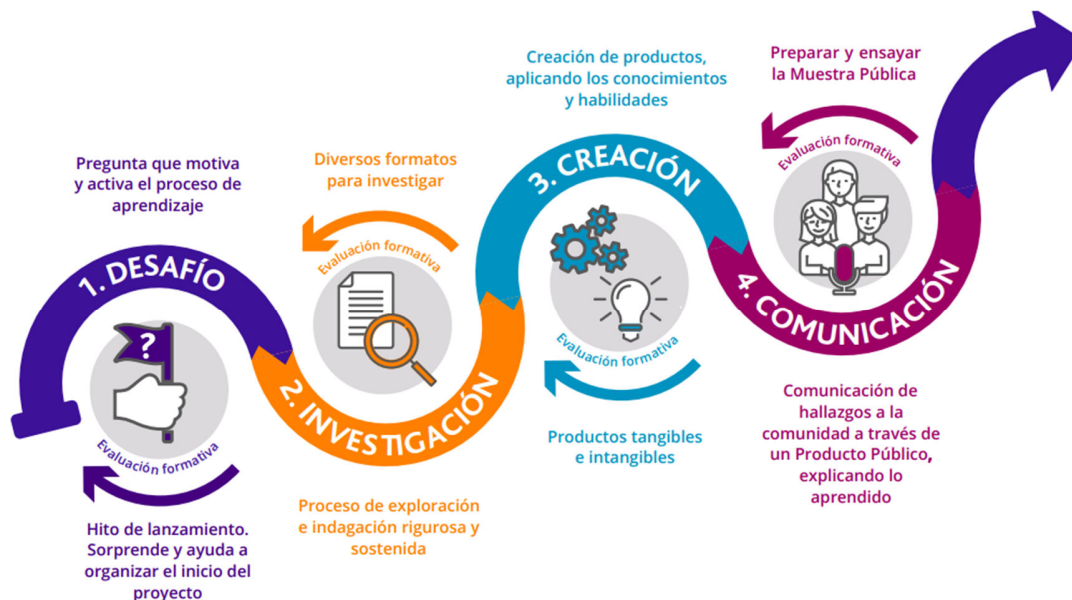 Pregunta que motiva
y activa el proceso de
aprendizaje
1. DESAFÍO
?
Evaluación formativa
Hito de lanzamiento.
Sorprende y ayuda a
organizar el inicio del
proyecto
Diversos formatos
para investigar
Evaluación formativa
2. INVESTIGACIÓN
Proceso de exploración
e indagación rigurosa y
sostenida
Creación de productos,
aplicando los conocimientos
y habilidades
3. CREACIÓN
Evaluación formativa
Productos tangibles
e intangibles
Preparar y ensayar
la Muestra Pública
Evaluación formativa
4. COMUNICACIÓN
Comunicación de
hallazgos a la
comunidad a través de
un Producto Público,
explicando lo
aprendido